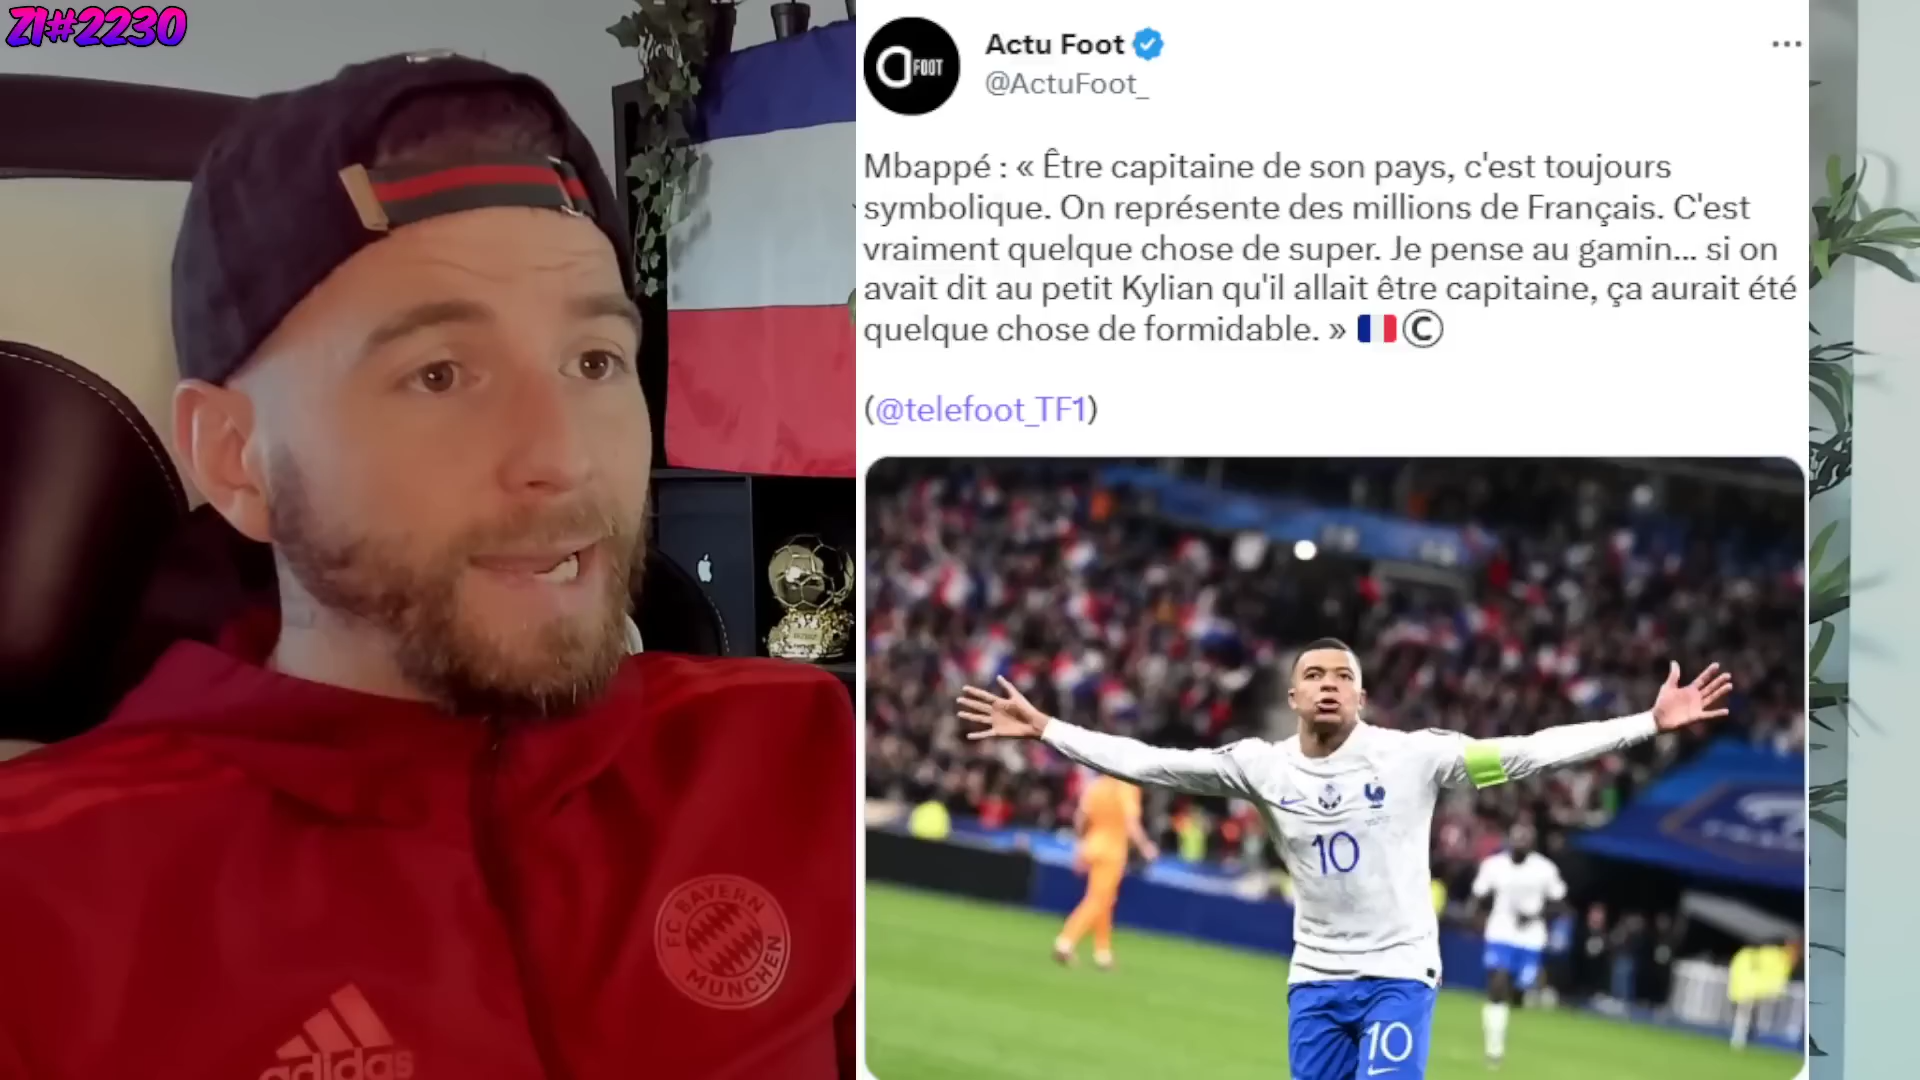 Z1#2230
FOOT
Actu Foot
@ActuFoot_
Mbappé : « Être capitaine de son pays, c'est toujours
symbolique. On représente des millions de Français. C'est
vraiment quelque chose de super. Je pense au gamin... si on
avait dit au petit Kylian qu'il allait être capitaine, ça aurait été
quelque chose de formidable. » 🇫🇷©️
(@telefoot_TF1)
FC BAYERN
MÜNCHEN
adidas
10
10